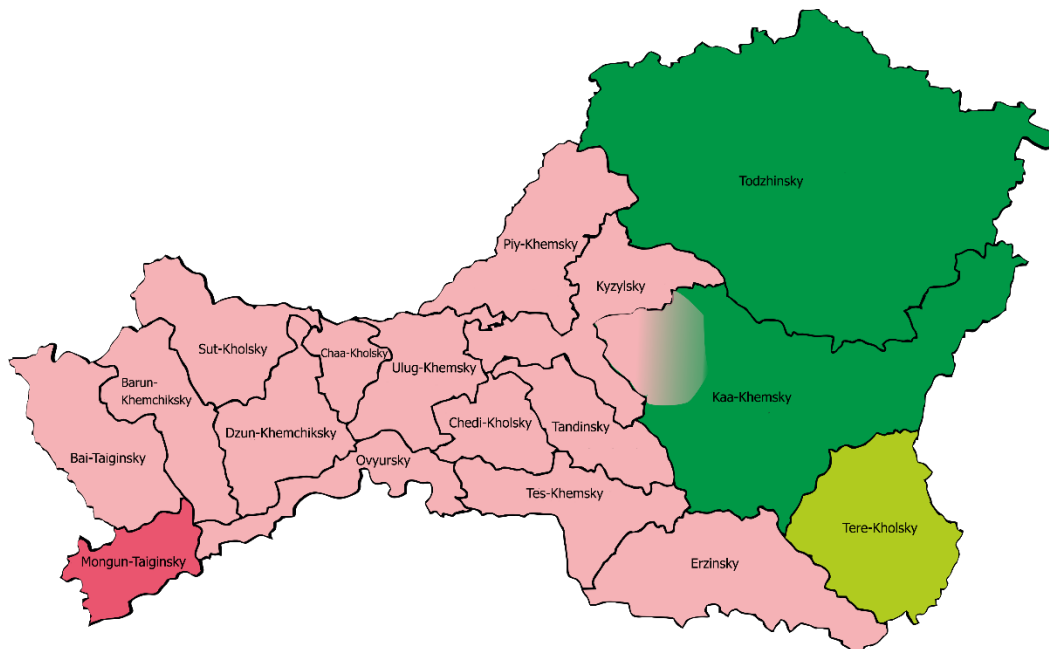 Todzhinsky
Piy-Khemsky
Kyzylsky
Sut-Kholsky
Chaa-Kholsky
Ulug-Khemsky
Barun-
Khemchiksky
Kaa-Khemsky
Chedi-Kholsky
Tandinsky
Dzun-Khemchiksky
Bai-Taiginsky
Ovyursky
Tes-Khemsky
Tere-Kholsky
Mongun-Taiginsky
Erzinsky